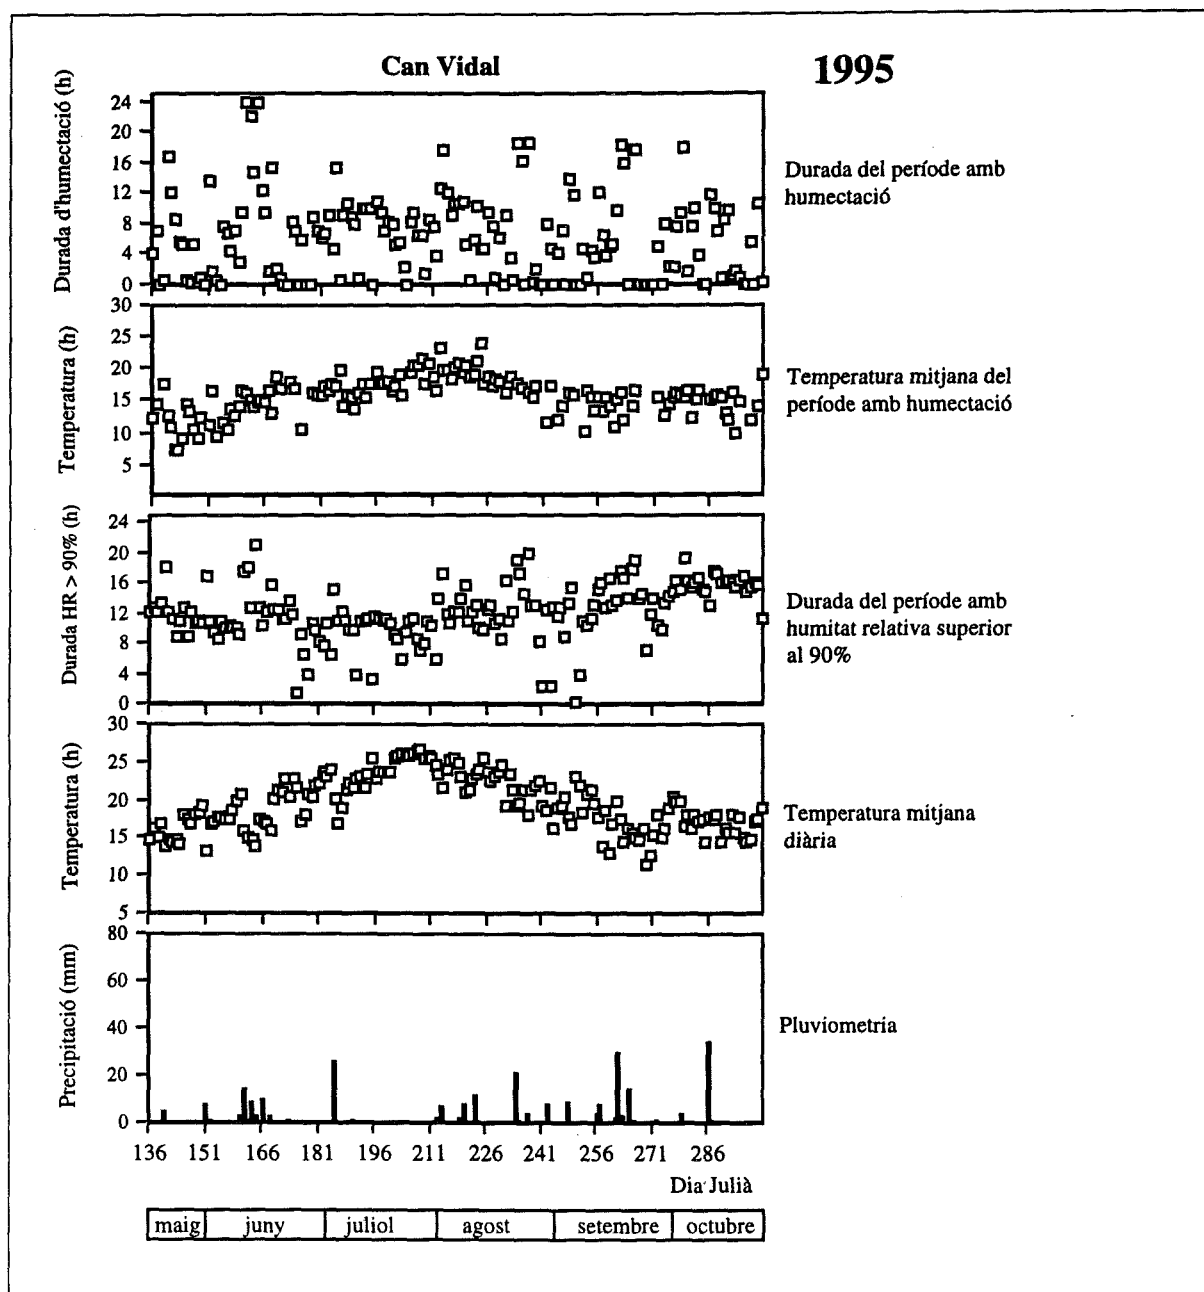 Can Vidal
1995
Durada d'humectació (h)
24
20
16
12
8
4
0
Durada del període amb
humectació
Temperatura (h)
30
25
20
15
10
5
Temperatura mitjana del
període amb humectació
Durada HR > 90% (h)
24
20
16
12
8
4
0
Durada del període amb
humitat relativa superior
al 90%
Temperatura (h)
30
25
20
15
10
5
Temperatura mitjana
diària
Precipitació (mm)
80
60
40
20
0
Pluviometria
136 151 166 181 196 211 226 241 256 271 286
Dia Julià
maig juny juliol agost setembre octubre